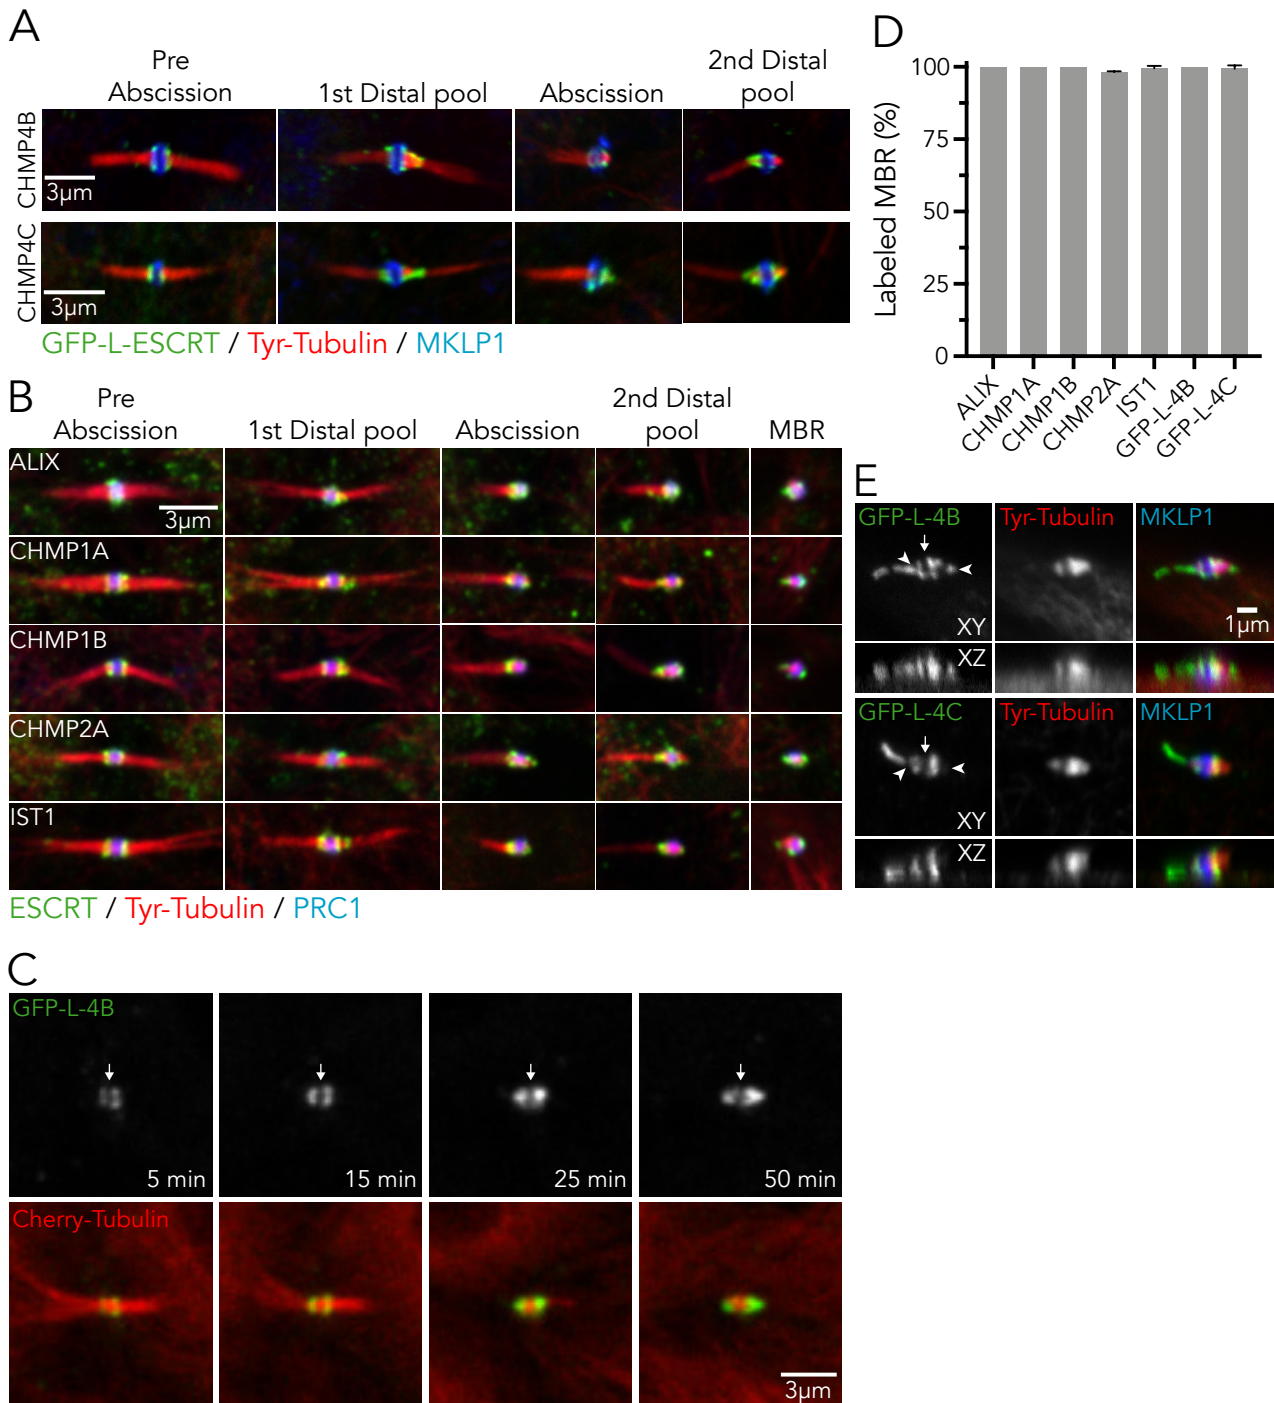 A
Pre
Abscission
1st Distal pool
Abscission
2nd Distal
pool
CHMP4B
3µm
CHMP4C
3µm
GFP-L-ESCRT / Tyr-Tubulin / MKLP1
B
Pre
Abscission
1st Distal pool
Abscission
2nd Distal
pool
MBR
ALIX
3µm
CHMP1A
CHMP1B
CHMP2A
IST1
ESCRT / Tyr-Tubulin / PRC1
C
GFP-L-4B
5 min
15 min
25 min
50 min
Cherry-Tubulin
3µm
D
Labeled MBR (%)
100
75
50
25
0
ALIX
CHMP1A
CHMP1B
CHMP2A
IST1
GFP-L-4B
GFP-L-4C
E
GFP-L-4B
Tyr-Tubulin
MKLP1
XY
1µm
XZ
GFP-L-4C
Tyr-Tubulin
MKLP1
XY
XZ